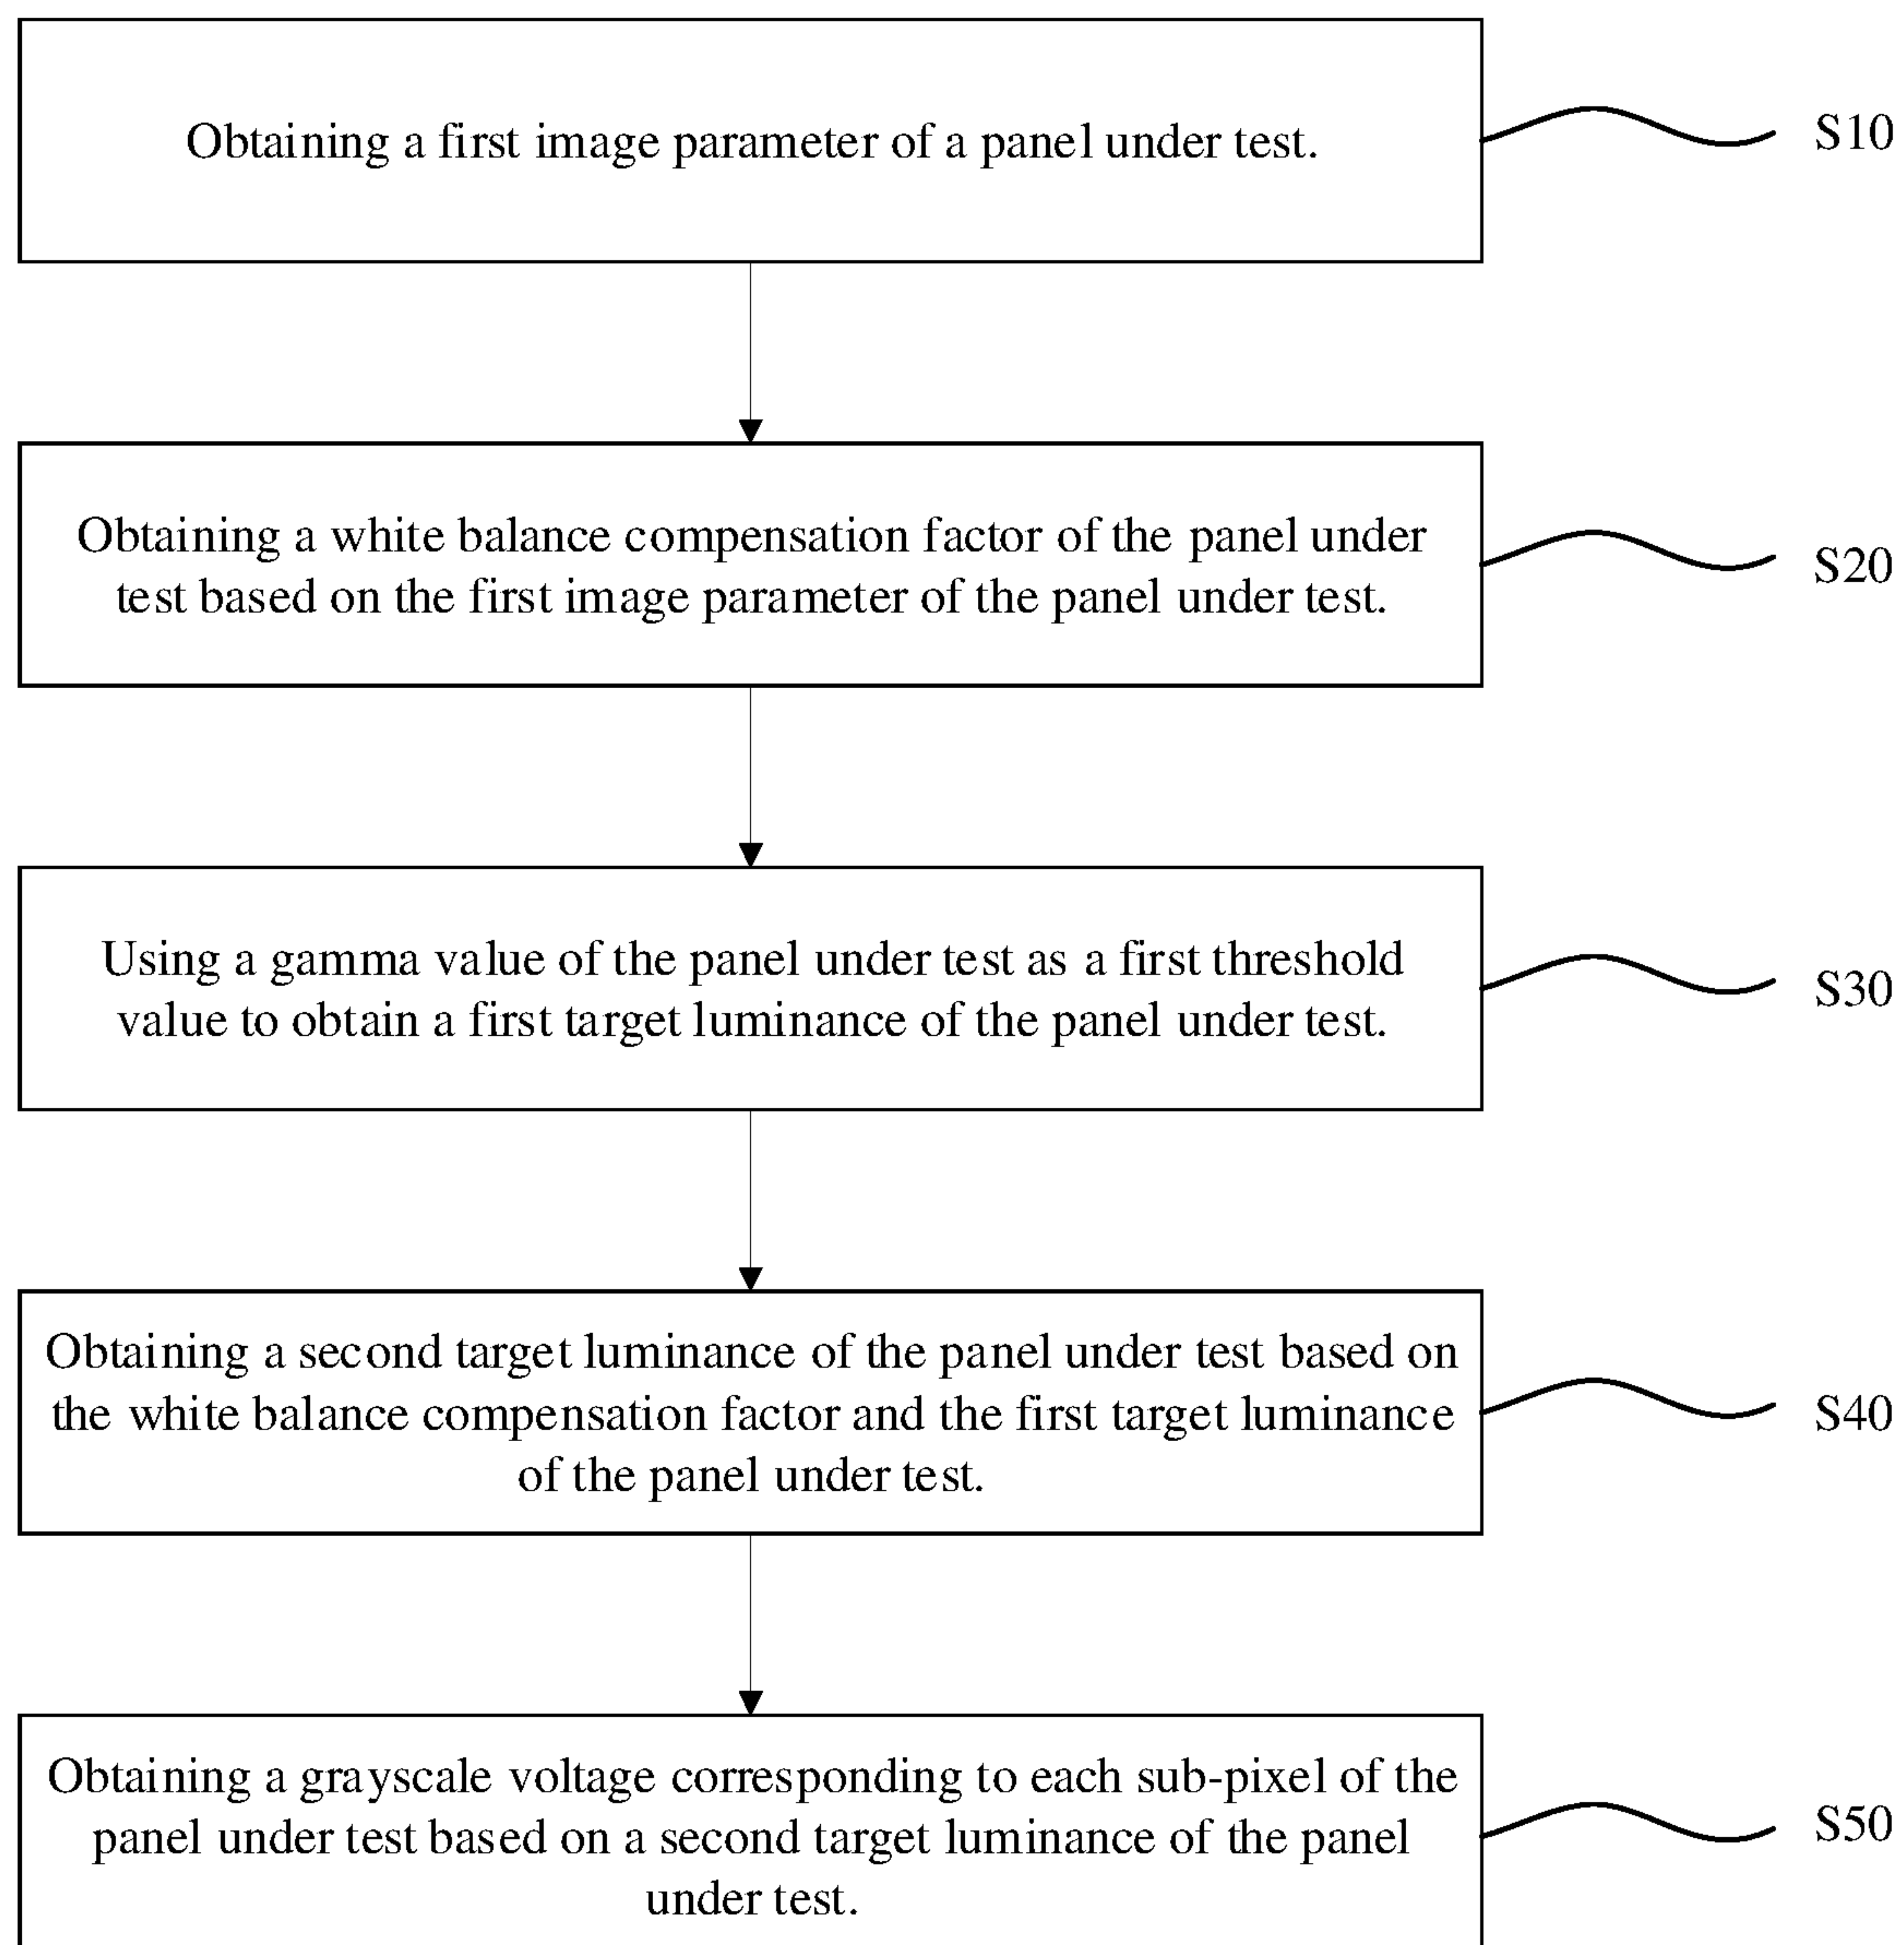 Obtaining a first image parameter of a panel under test.
S10
Obtaining a white balance compensation factor of the panel under
test based on the first image parameter of the panel under test.
S20
Using a gamma value of the panel under test as a first threshold
value to obtain a first target luminance of the panel under test.
S30
Obtaining a second target luminance of the panel under test based on
the white balance compensation factor and the first target luminance
of the panel under test.
S40
Obtaining a grayscale voltage corresponding to each sub-pixel of the
panel under test based on a second target luminance of the panel
under test.
S50